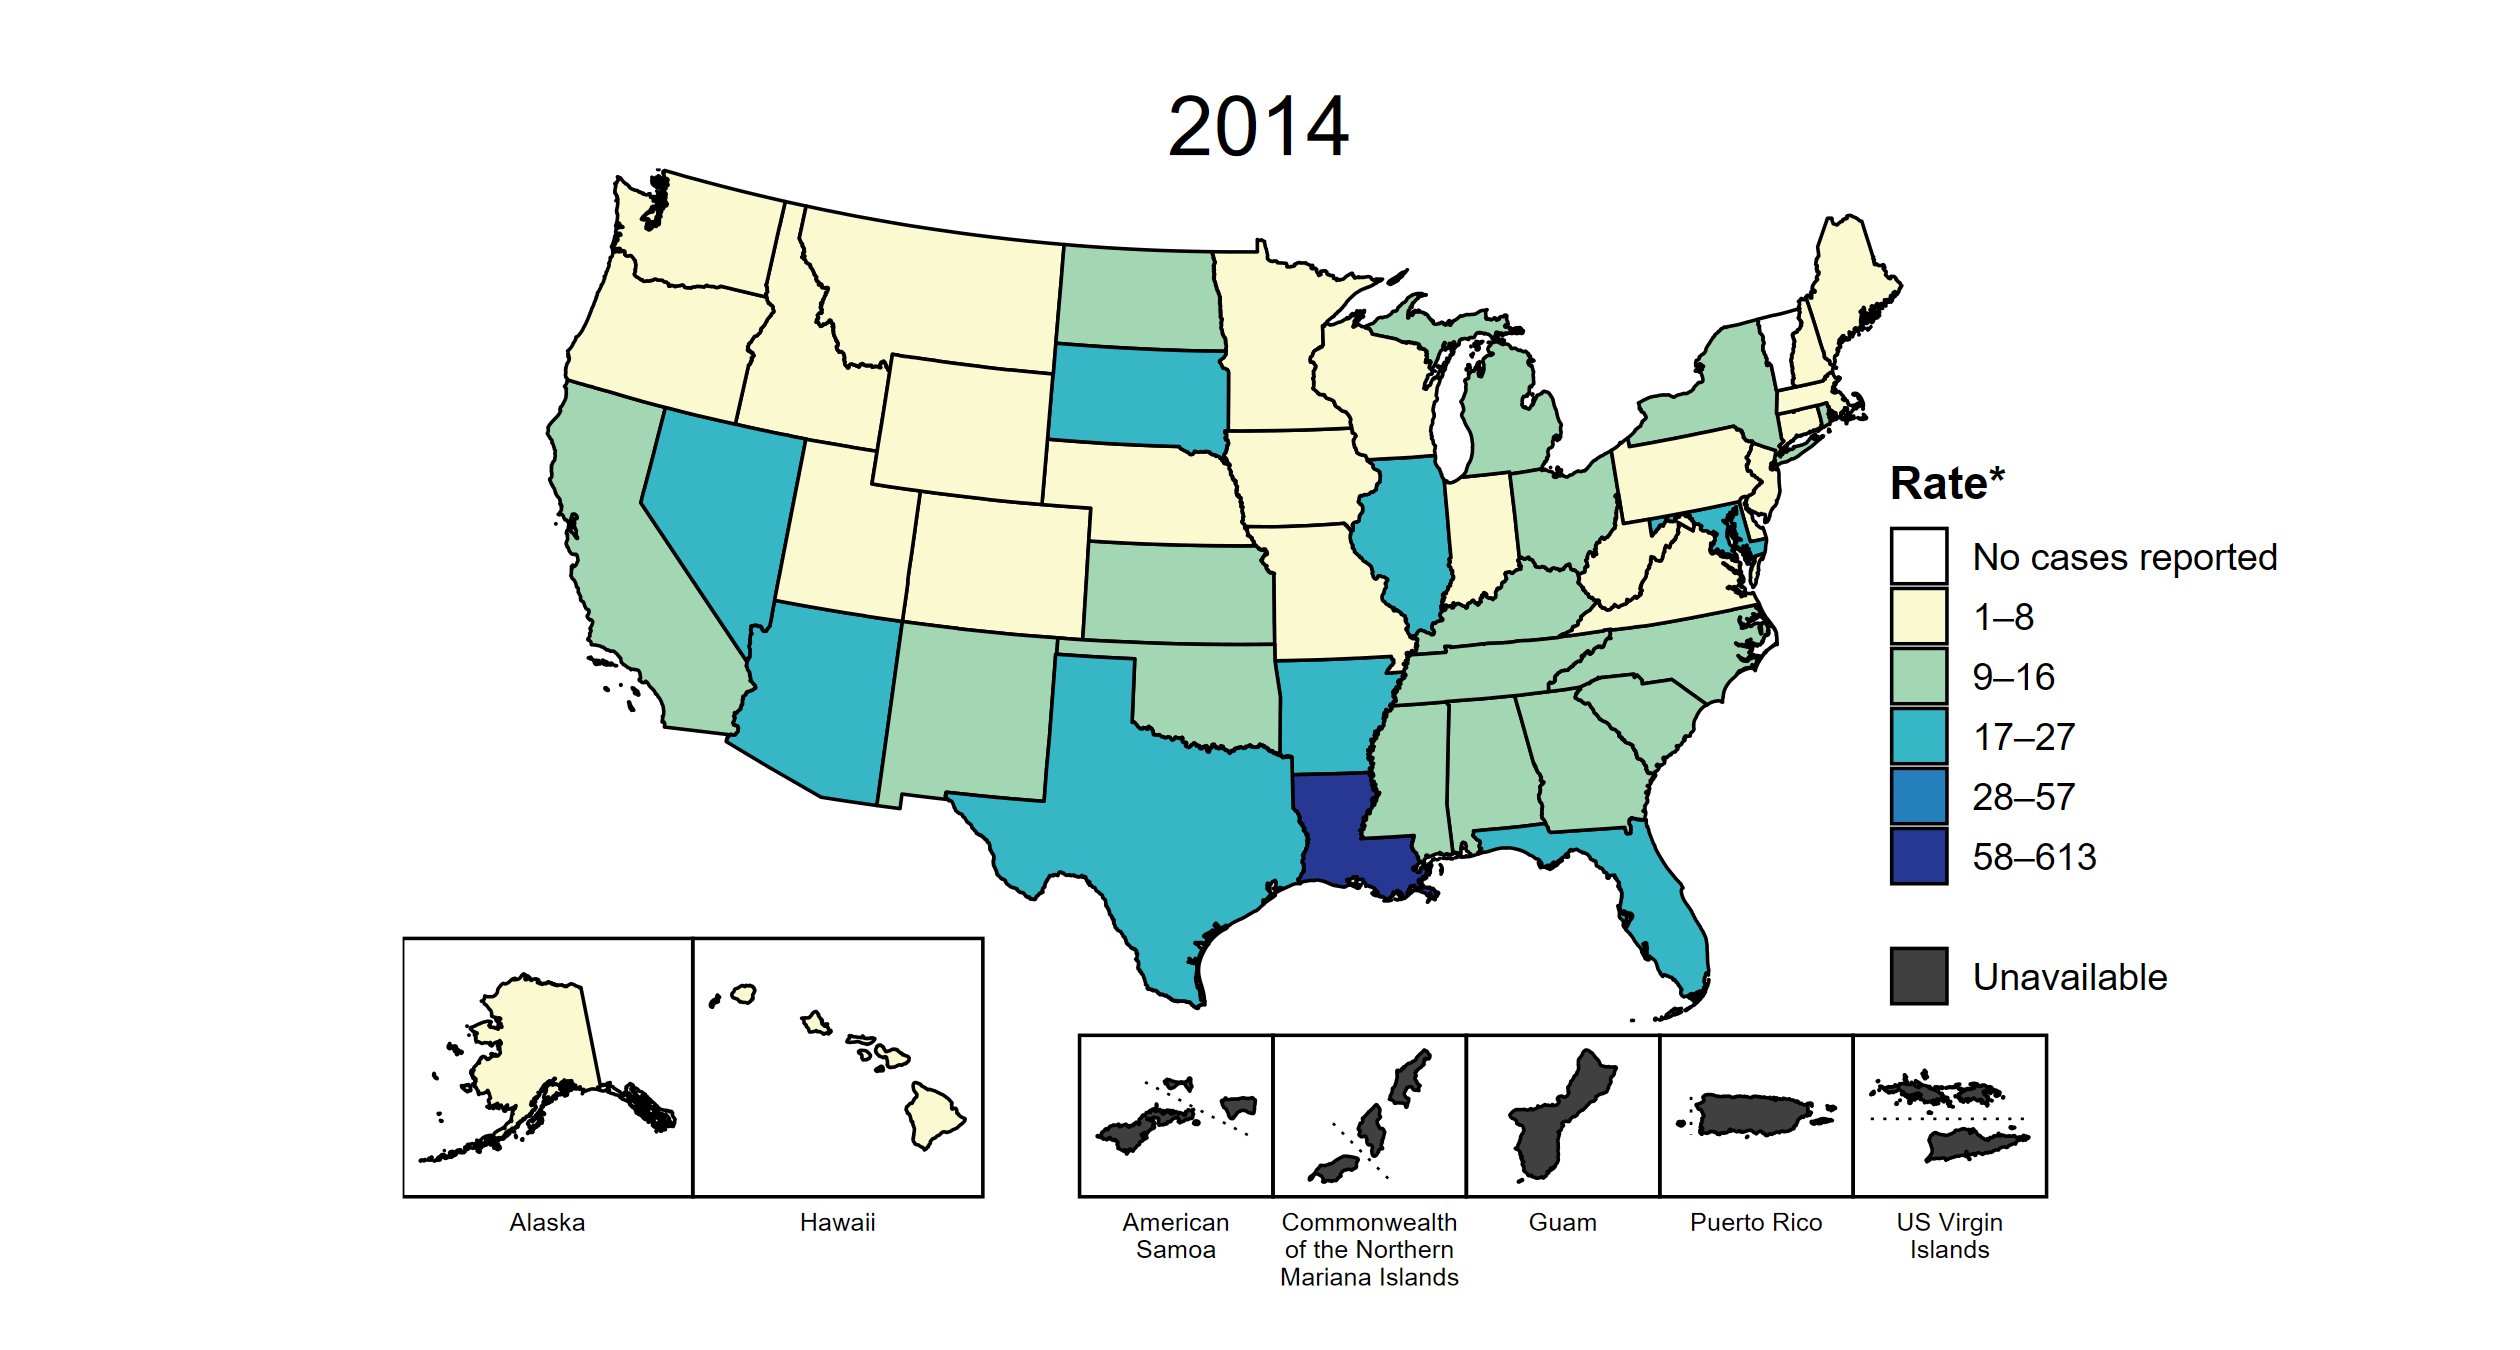 2014
Rate*
No cases reported
1–8
9–16
17–27
28–57
58–613
Unavailable
Alaska
Hawaii
American
Samoa
Commonwealth
of the Northern
Mariana Islands
Guam
Puerto Rico
US Virgin
Islands